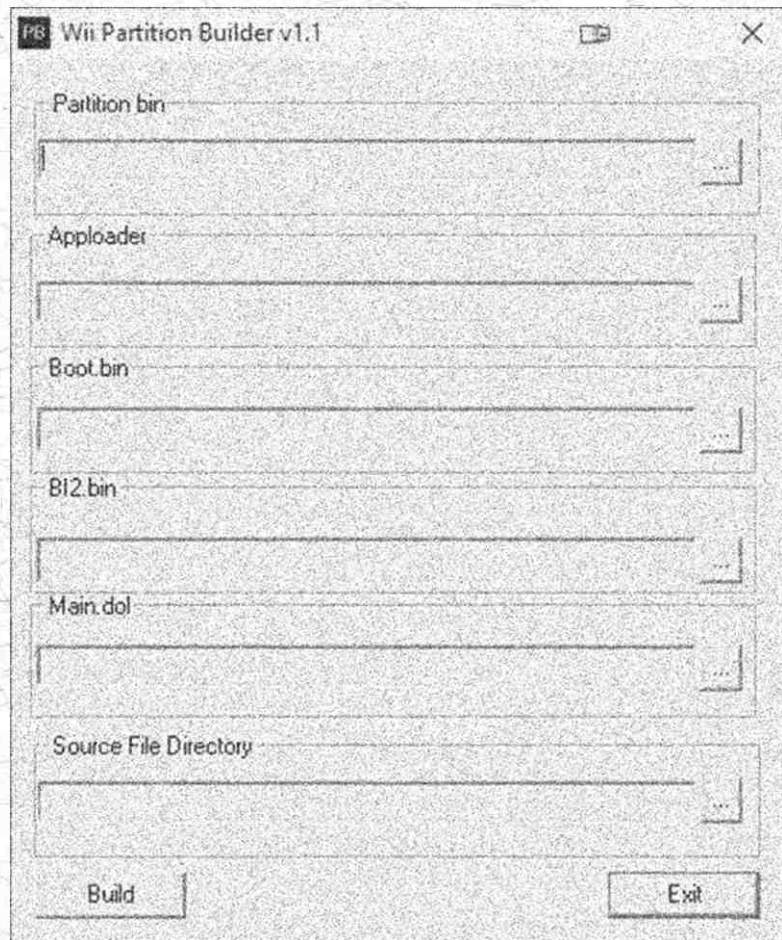 PB Wii Partition Builder v1.1
Partition bin
...
Apploader
...
Boot.bin
...
BI2.bin
...
Main.dol
...
Source File Directory
...
Build Exit